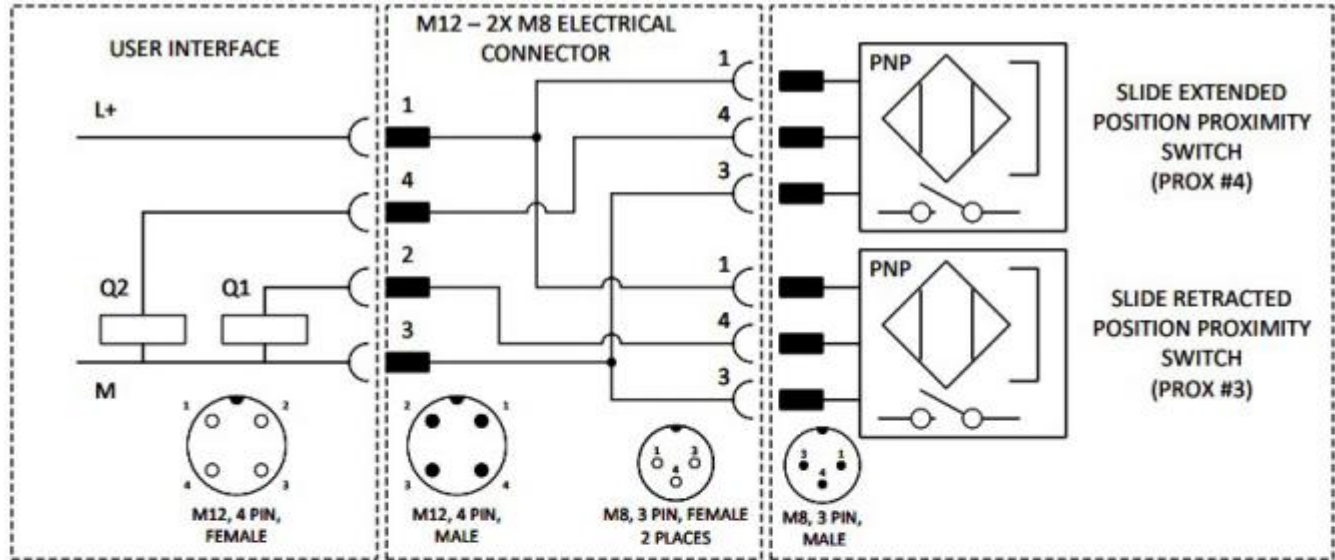 USER INTERFACE
L+
Q2
Q1
M
1
2
4
3
M12, 4 PIN,
FEMALE
M12 – 2X M8 ELECTRICAL
CONNECTOR
1
4
2
3
1
4
3
1
4
3
2
1
3
4
M12, 4 PIN,
MALE
1
3
4
M8, 3 PIN, FEMALE
2 PLACES
PNP
SLIDE EXTENDED
POSITION PROXIMITY
SWITCH
(PROX #4)
PNP
SLIDE RETRACTED
POSITION PROXIMITY
SWITCH
(PROX #3)
3
1
4
M8, 3 PIN,
MALE